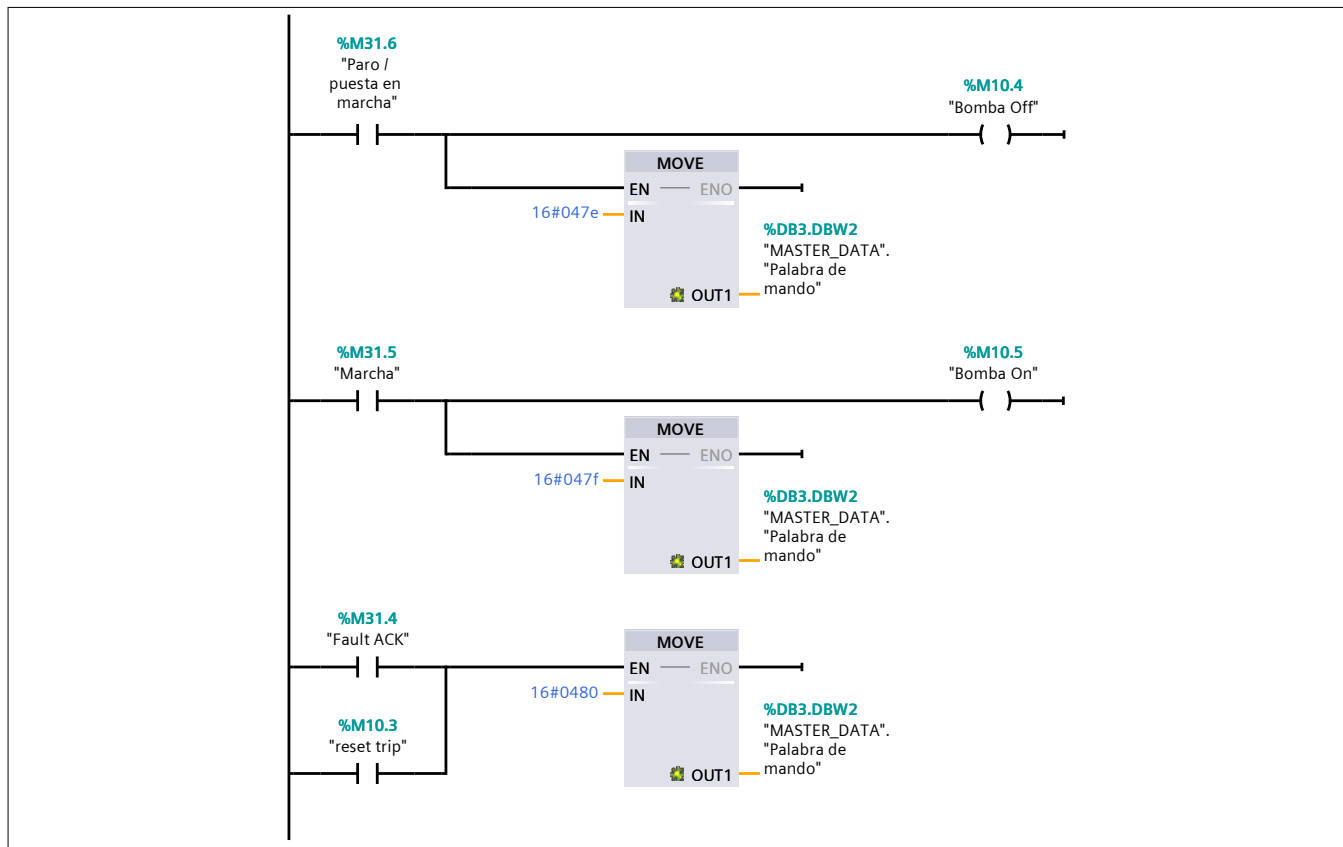 %M31.6
"Paro /
puesta en
marcha"
%M10.4
"Bomba Off"
MOVE
EN
ENO
16#047e
IN
%DB3.DBW2
"MASTER_DATA".
"Palabra de
mando"
OUT1
%M31.5
"Marcha"
%M10.5
"Bomba On"
MOVE
EN
ENO
16#047f
IN
%DB3.DBW2
"MASTER_DATA".
"Palabra de
mando"
OUT1
%M31.4
"Fault ACK"
MOVE
EN
ENO
16#0480
IN
%M10.3
"reset trip"
%DB3.DBW2
"MASTER_DATA".
"Palabra de
mando"
OUT1